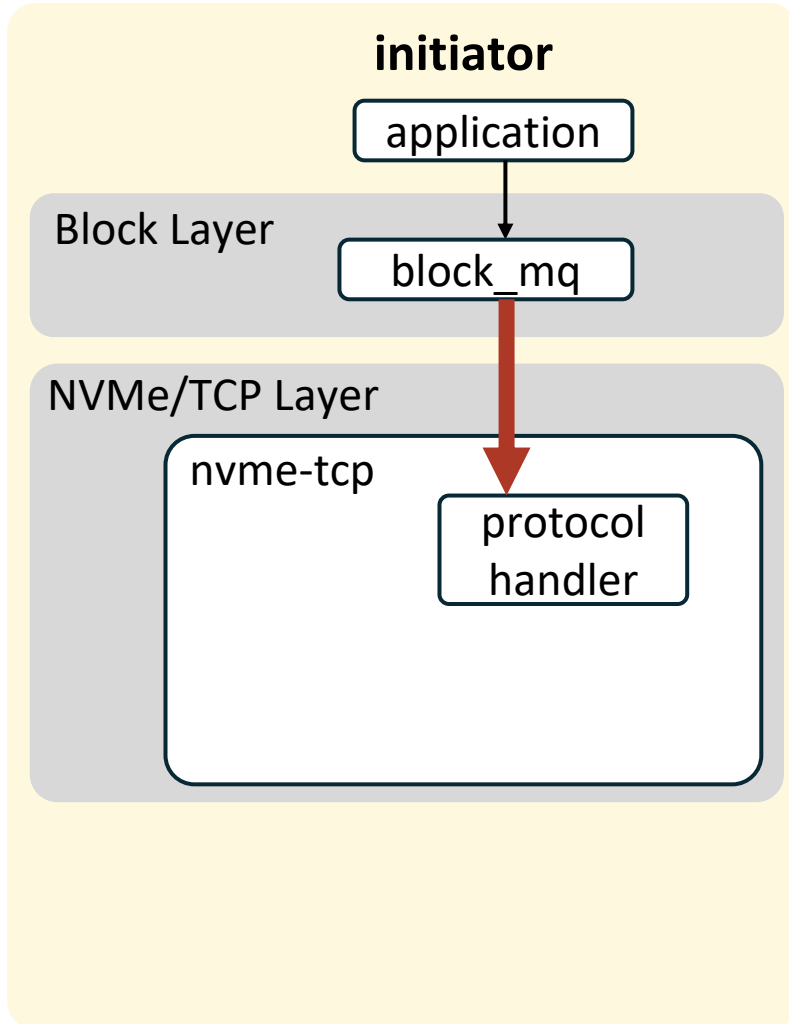 initiator
application
Block Layer
block_mq
NVMe/TCP Layer
nvme-tcp
protocol
handler